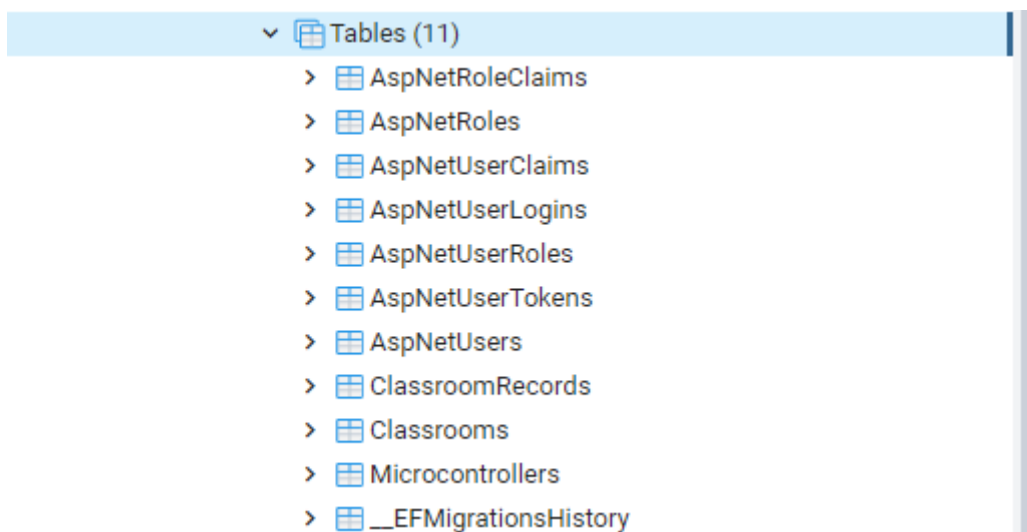 Tables (11)
AspNetRoleClaims
AspNetRoles
AspNetUserClaims
AspNetUserLogins
AspNetUserRoles
AspNetUserTokens
AspNetUsers
ClassroomRecords
Classrooms
Microcontrollers
__EFMigrationsHistory